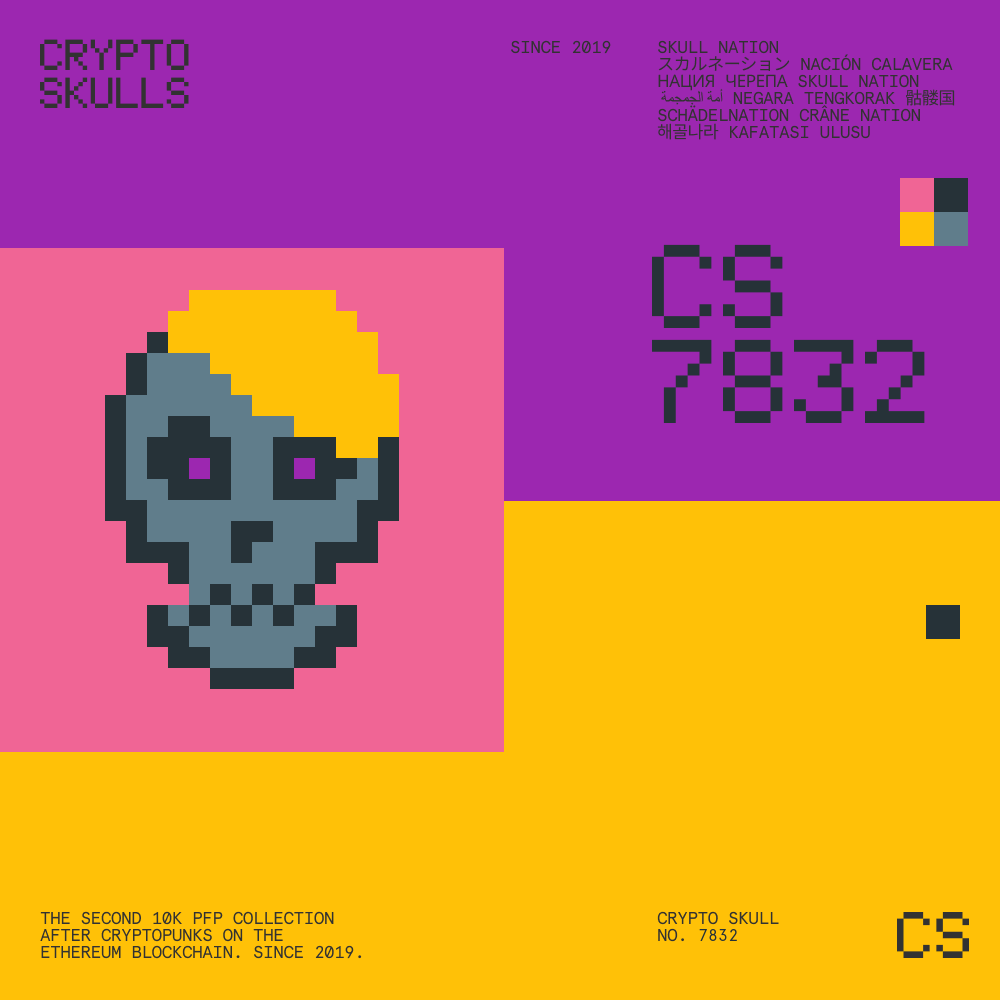 CRYPTO
SKULLS
SINCE 2019
SKULL NATION
スカルネーション NACIÓN CALAVERA
НАЦИЯ ЧЕРЕПА SKULL NATION
أمة الجمجمة NEGARA TENGKORAK 骷髅国
SCHÄDELNATION CRÂNE NATION
해골나라 KAFATASI ULUSU
CS
7832
THE SECOND 10K PFP COLLECTION
AFTER CRYPTOPUNKS ON THE
ETHEREUM BLOCKCHAIN. SINCE 2019.
CRYPTO SKULL
NO. 7832
CS